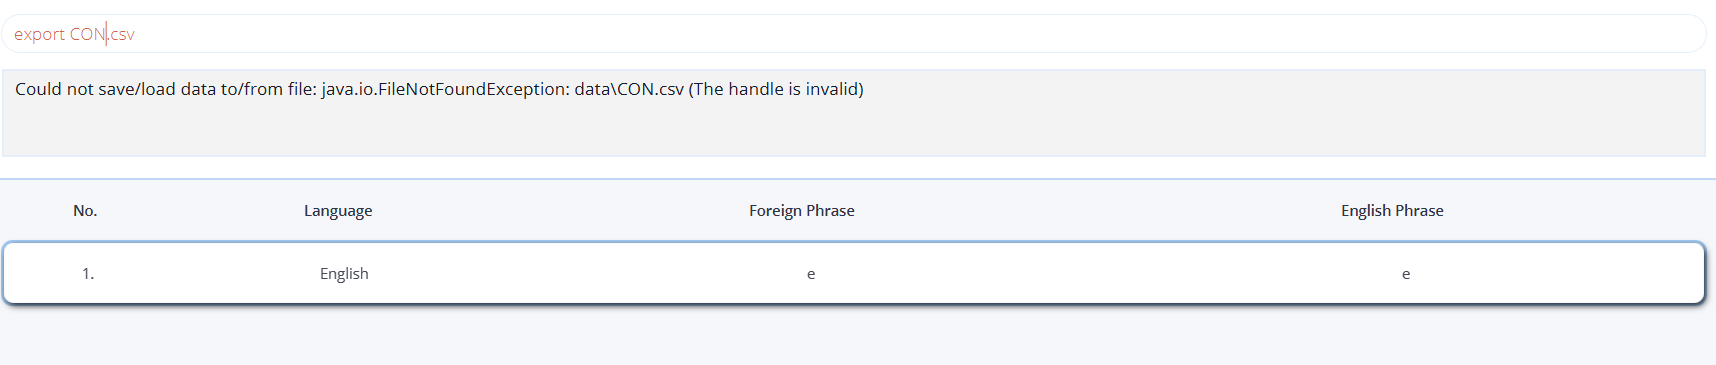 export CON.csv
Could not save/load data to/from file: java.io.FileNotFoundException: data\CON.csv (The handle is invalid)
No. Language Foreign Phrase English Phrase
1. English e e